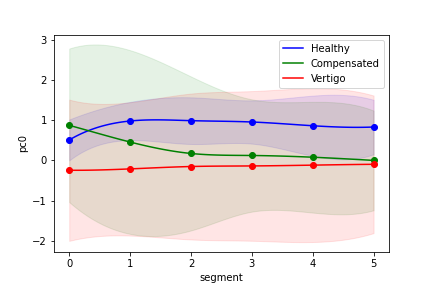 3
2
1
0
−1
−2
pc0
Healthy
Compensated
Vertigo
0 1 2 3 4 5
segment